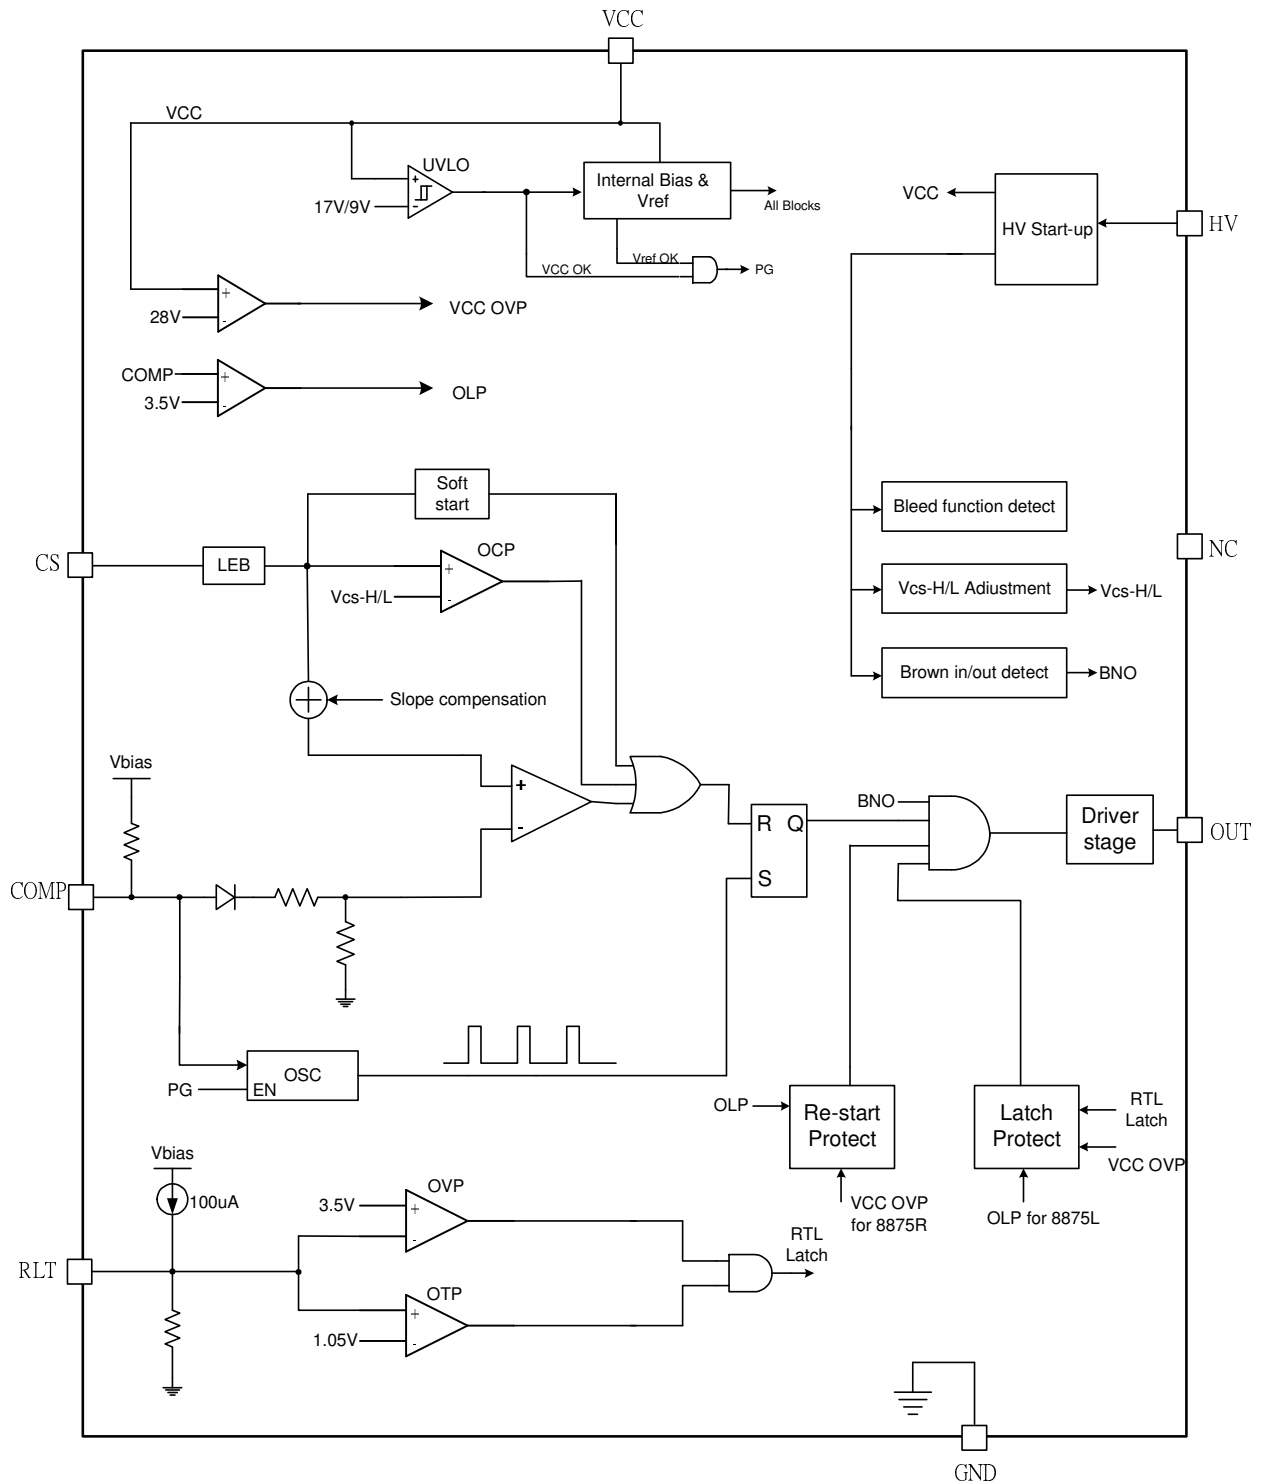 VCC
VCC
UVLO
+
-
17V/9V
Internal Bias &
Vref
All Blocks
Vref OK
VCC OK
PG
VCC
HV Start-up
HV
+
-
28V
VCC OVP
COMP
+
3.5V
-
OLP
Soft
start
Bleed function detect
CS
LEB
OCP
+
Vcs-H/L
-
NC
Vcs-H/L Adiustment
Vcs-H/L
Brown in/out detect
BNO
Slope compensation
Vbias
+
-
BNO
R Q
S
Driver
stage
OUT
COMP
OSC
PG
EN
OLP
Re-start
Protect
VCC OVP
for 8875R
Latch
Protect
RTL
Latch
VCC OVP
OLP for 8875L
Vbias
100uA
OVP
3.5V
+
-
RTL
Latch
RLT
OTP
+
1.05V
-
GND